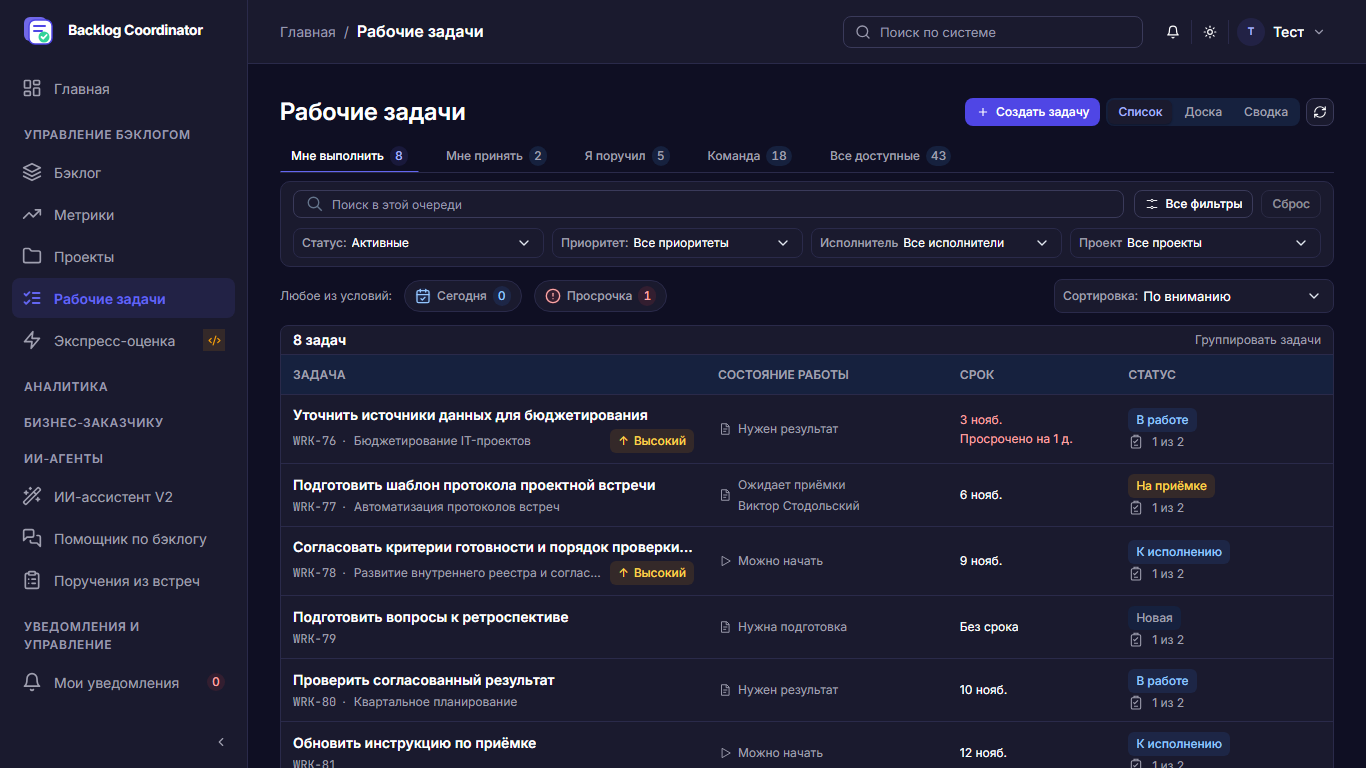 Backlog Coordinator
Главная
УПРАВЛЕНИЕ БЭКЛОГОМ
Бэклог
Метрики
Проекты
Рабочие задачи
Экспресс-оценка </>
АНАЛИТИКА
БИЗНЕС-ЗАКАЗЧИКУ
ИИ-АГЕНТЫ
ИИ-ассистент V2
Помощник по бэклогу
Поручения из встреч
УВЕДОМЛЕНИЯ И
УПРАВЛЕНИЕ
Мои уведомления 0
Главная / Рабочие задачи
Поиск по системе
Т Тест
Рабочие задачи
+ Создать задачу Список Доска Сводка
Мне выполнить 8 Мне принять 2 Я поручил 5 Команда 18 Все доступные 43
Поиск в этой очереди Все фильтры Сброс
Статус: Активные Приоритет: Все приоритеты Исполнитель Все исполнители Проект Все проекты
Любое из условий: Сегодня 0 Просрочка 1 Сортировка: По вниманию
8 задач Группировать задачи
ЗАДАЧА СОСТОЯНИЕ РАБОТЫ СРОК СТАТУС
Уточнить источники данных для бюджетирования
WRK-76 · Бюджетирование IT-проектов ↑ Высокий
Нужен результат
3 нояб.
Просрочено на 1 д.
В работе
1 из 2
Подготовить шаблон протокола проектной встречи
WRK-77 · Автоматизация протоколов встреч
Ожидает приёмки
Виктор Стодольский
6 нояб.
На приёмке
1 из 2
Согласовать критерии готовности и порядок проверки...
WRK-78 · Развитие внутреннего реестра и соглас... ↑ Высокий
Можно начать
9 нояб.
К исполнению
1 из 2
Подготовить вопросы к ретроспективе
WRK-79
Нужна подготовка
Без срока
Новая
1 из 2
Проверить согласованный результат
WRK-80 · Квартальное планирование
Нужен результат
10 нояб.
В работе
1 из 2
Обновить инструкцию по приёмке
WRK-81
Можно начать
12 нояб.
К исполнению
1 из 2